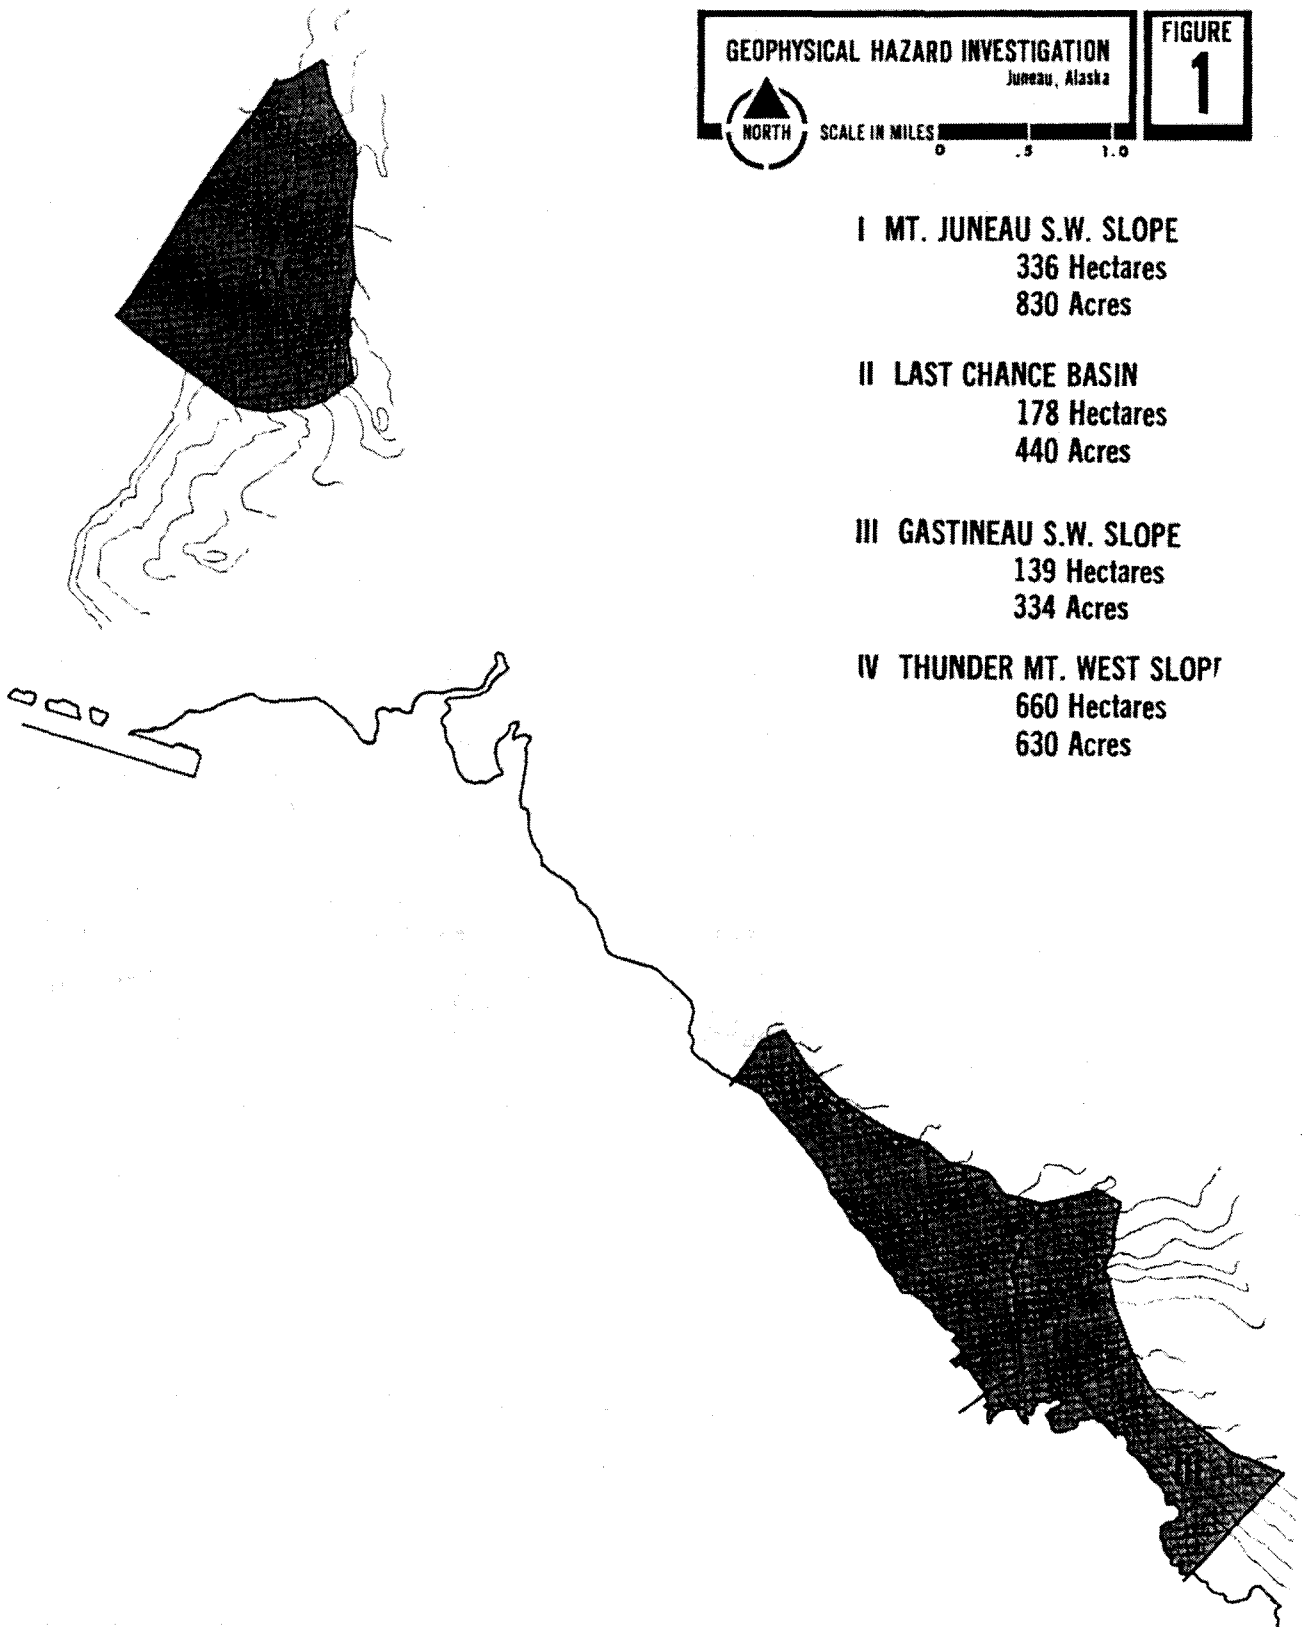 GEOPHYSICAL HAZARD INVESTIGATION
Juneau, Alaska
NORTH
SCALE IN MILES
0 .5 1.0
FIGURE
1
I MT. JUNEAU S.W. SLOPE
336 Hectares
830 Acres
II LAST CHANCE BASIN
178 Hectares
440 Acres
III GASTINEAU S.W. SLOPE
139 Hectares
334 Acres
IV THUNDER MT. WEST SLOP
660 Hectares
630 Acres
III